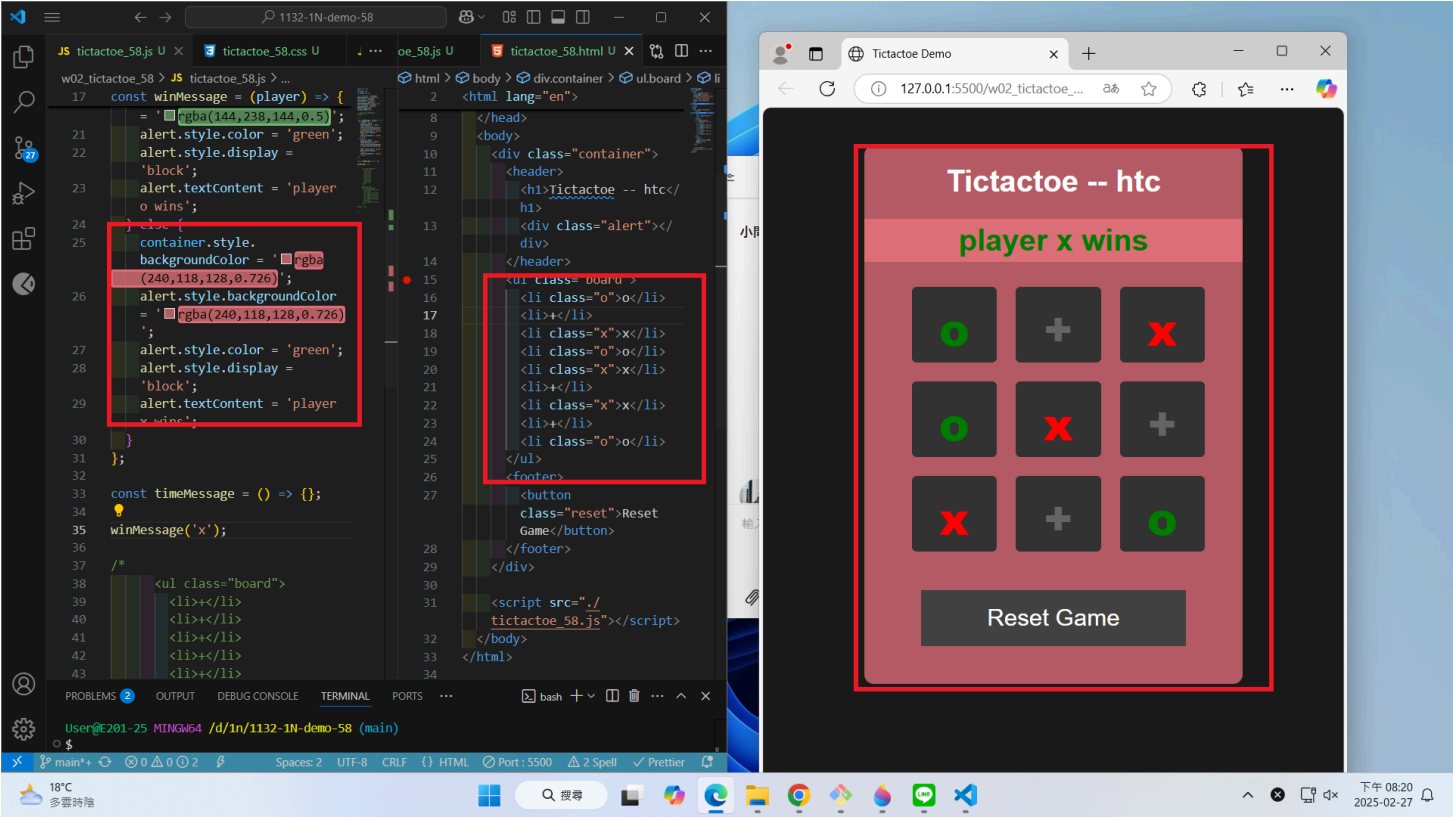 1132-1N-demo-58
JS tictactoe_58.js U
tictactoe_58.css U
oe_58.js U
tictactoe_58.html U
w02_tictactoe_58 > JS tictactoe_58.js > ...
html > body > div.container > ul.board > li
17 const winMessage = (player) => {
= 'rgba(144,238,144,0.5)';
21 alert.style.color = 'green';
22 alert.style.display =
'block';
23 alert.textContent = 'player
o wins';
24 } else {
25 container.style.
backgroundColor = 'rgba
(240,118,128,0.726)';
26 alert.style.backgroundColor
= 'rgba(240,118,128,0.726)
';
27 alert.style.color = 'green';
28 alert.style.display =
'block';
29 alert.textContent = 'player
x wins';
30 }
31 };
32
33 const timeMessage = () => {};
34
35 winMessage('x');
36
37 /*
38 <ul class="board">
39 <li>+</li>
40 <li>+</li>
41 <li>+</li>
42 <li>+</li>
43 <li>+</li>
2 <html lang="en">
8 </head>
9 <body>
10 <div class="container">
11 <header>
12 <h1>Tictactoe -- htc</
h1>
13 <div class="alert"></
div>
14 </header>
15 <ul class="board">
16 <li class="o">o</li>
17 <li>+</li>
18 <li class="x">x</li>
19 <li class="o">o</li>
20 <li class="x">x</li>
21 <li>+</li>
22 <li class="x">x</li>
23 <li>+</li>
24 <li class="o">o</li>
25 </ul>
26 <footer>
27 <button
class="reset">Reset
Game</button>
28 </footer>
29 </div>
30
31 <script src="./
tictactoe_58.js"></script>
32 </body>
33 </html>
34
PROBLEMS 2 OUTPUT DEBUG CONSOLE TERMINAL PORTS ... bash
User@E201-25 MINGW64 /d/1n/1132-1N-demo-58 (main)
$
27
main*+ 0 0 2 Spaces: 2 UTF-8 CRLF {} HTML Port : 5500 2 Spell Prettier
Tictactoe Demo
127.0.0.1:5500/w02_tictactoe_...
Tictactoe -- htc
player x wins
o + x
o x +
x + o
Reset Game
18°C
多雲時陰
搜尋
LINE
下午 08:20
2025-02-27